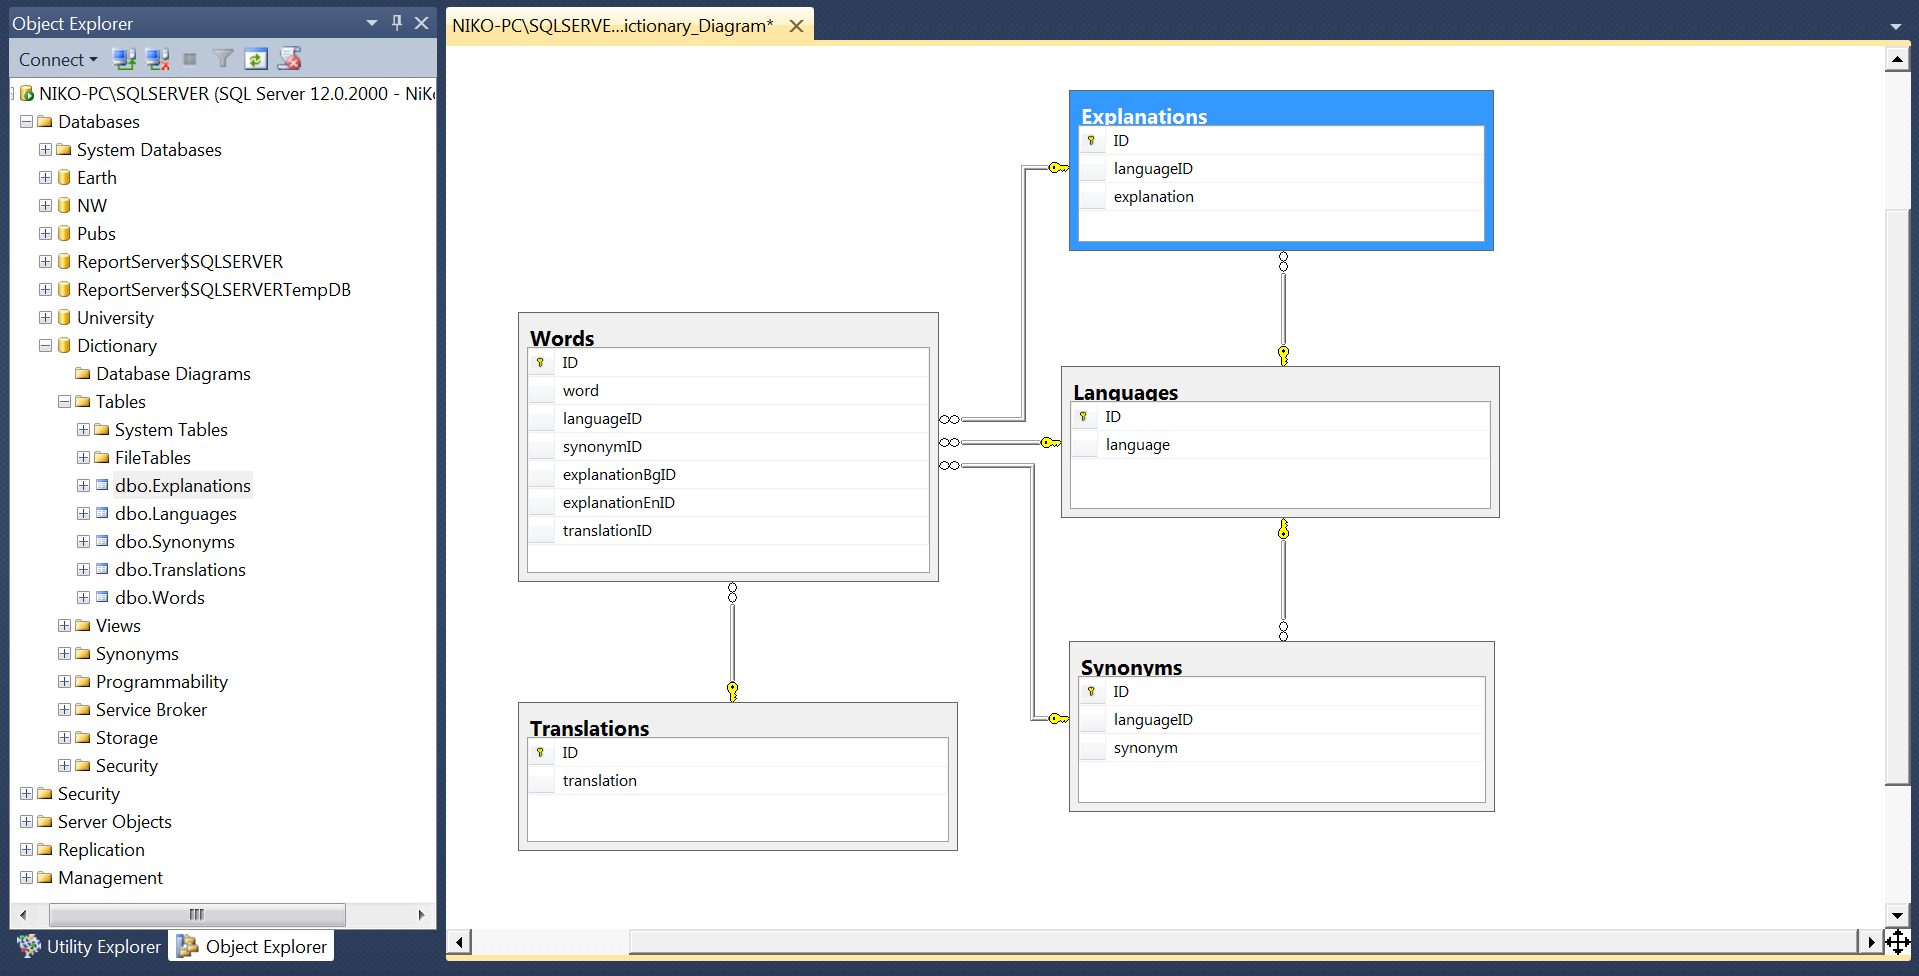 Object Explorer
Connect
NIKO-PC\SQLSERVER (SQL Server 12.0.2000 - NiK
Databases
System Databases
Earth
NW
Pubs
ReportServer$SQLSERVER
ReportServer$SQLSERVERTempDB
University
Dictionary
Database Diagrams
Tables
System Tables
FileTables
dbo.Explanations
dbo.Languages
dbo.Synonyms
dbo.Translations
dbo.Words
Views
Synonyms
Programmability
Service Broker
Storage
Security
Security
Server Objects
Replication
Management
Utility Explorer
Object Explorer
NIKO-PC\SQLSERVE...ictionary_Diagram*
Explanations
ID
languageID
explanation
Words
ID
word
languageID
synonymID
explanationBgID
explanationEnID
translationID
Languages
ID
language
Translations
ID
translation
Synonyms
ID
languageID
synonym